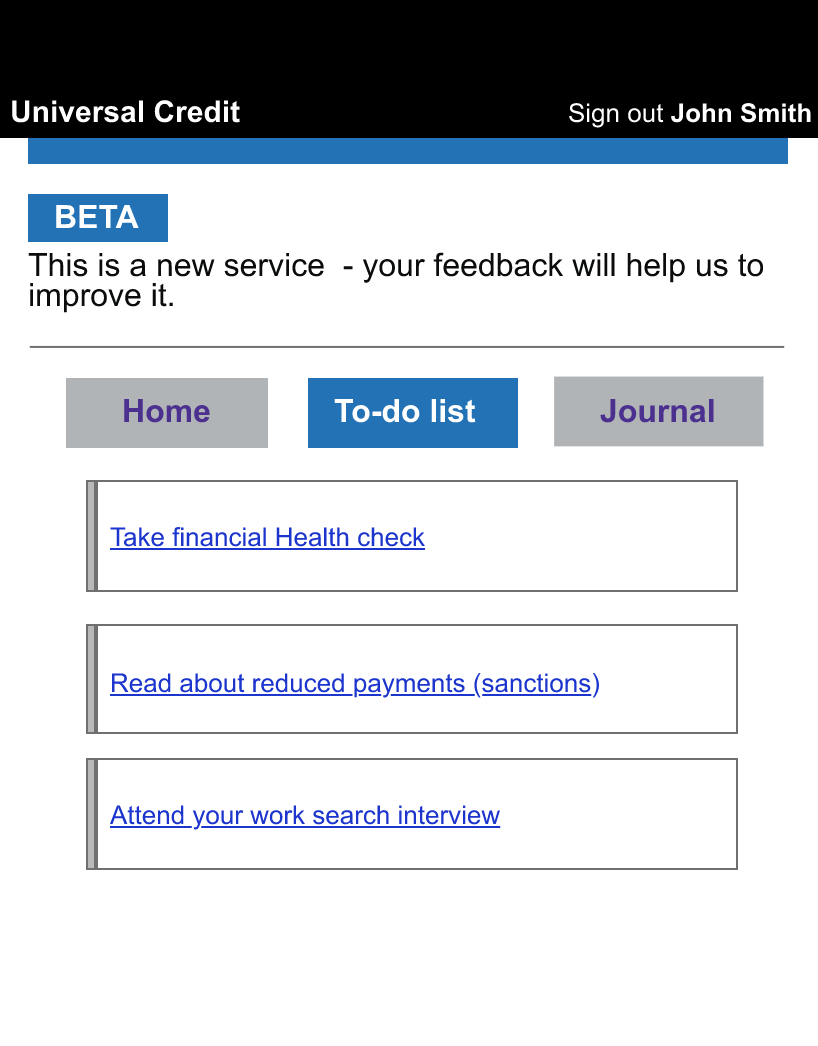 Universal Credit
Sign out John Smith
BETA
This is a new service  - your feedback will help us to
improve it.
Home
To-do list
Journal
Take financial Health check
Read about reduced payments (sanctions)
Attend your work search interview